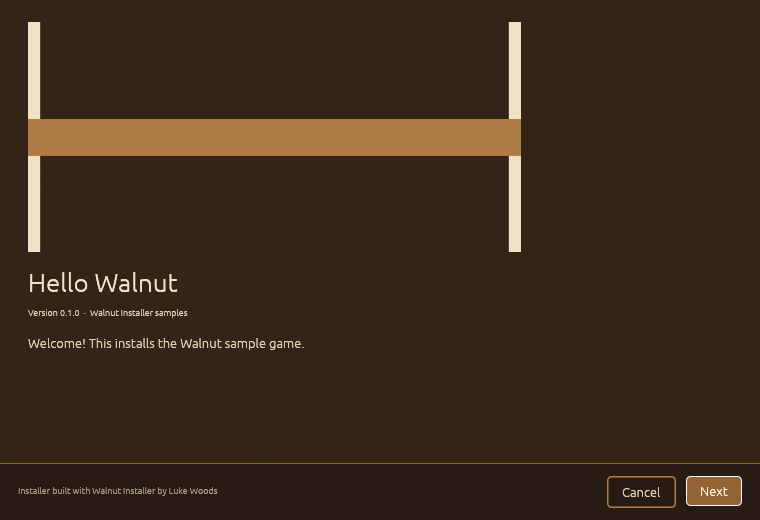 Hello Walnut
Version 0.1.0 · Walnut Installer samples
Welcome! This installs the Walnut sample game.
Installer built with Walnut Installer by Luke Woods
Cancel
Next